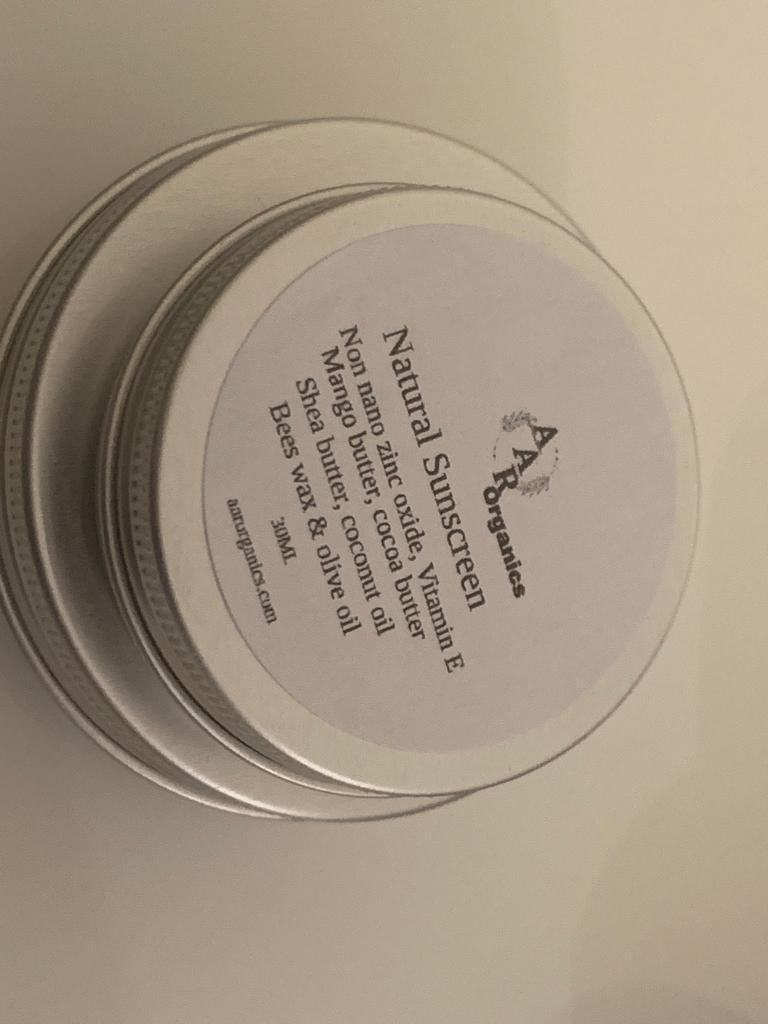 AAR
organics
Natural Sunscreen
Non nano zinc oxide, Vitamin E
Mango butter, cocoa butter
Shea butter, coconut oil
Bees wax & olive oil
30ML
aarorganics.com